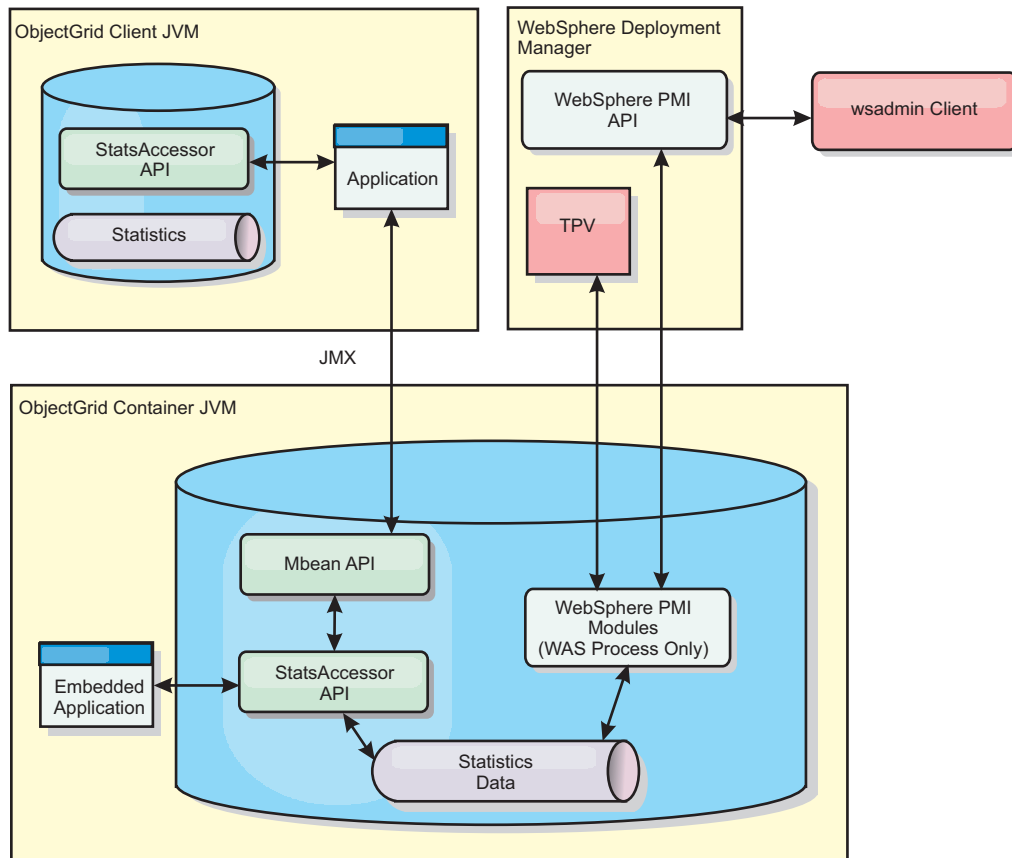 ObjectGrid Client JVM
StatsAccessor
API
Statistics
Application
WebSphere Deployment
Manager
WebSphere PMI
API
TPV
wsadmin Client
JMX
ObjectGrid Container JVM
Mbean API
StatsAccessor
API
Embedded
Application
WebSphere PMI
Modules
(WAS Process Only)
Statistics
Data